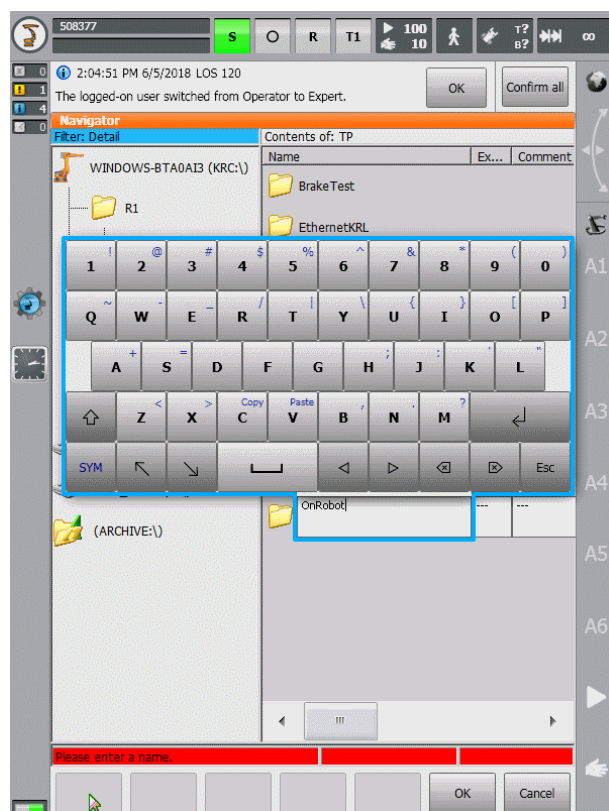 508377
S O R T1 100 10 T? B? ∞
0
1
4
0
2:04:51 PM 6/5/2018 LOS 120
The logged-on user switched from Operator to Expert.
OK
Confirm all
Navigator
Filter: Detail
Contents of: TP
Name Ex... Comment
WINDOWS-BTA0AI3 (KRC:\)
BrakeTest
R1
EthernetKRL
! @ # $ % ^ & * ( )
1 2 3 4 5 6 7 8 9 0
~ - _ / | \ { } [ ]
Q W E R T Y U I O P
+ = ; : ' "
A S D F G H J K L
< > Copy Paste , . ?
Z X C V B N M
SYM Esc
OnRobot --- ---
(ARCHIVE:\)
A1
A2
A3
A4
A5
A6
Please enter a name.
OK
Cancel